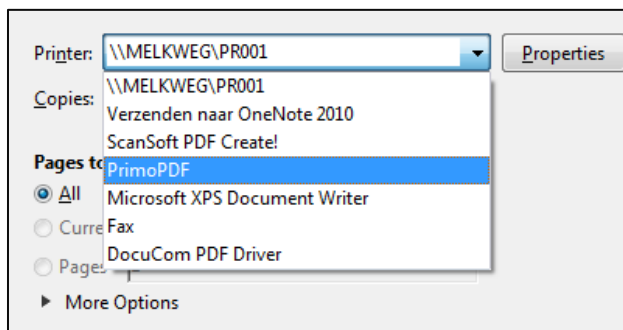 Printer: \\MELKWEG\PR001 Properties
\\MELKWEG\PR001
Copies:
Verzenden naar OneNote 2010
ScanSoft PDF Create!
Pages to
PrimoPDF
All
Microsoft XPS Document Writer
Curre
Fax
DocuCom PDF Driver
Pages
More Options